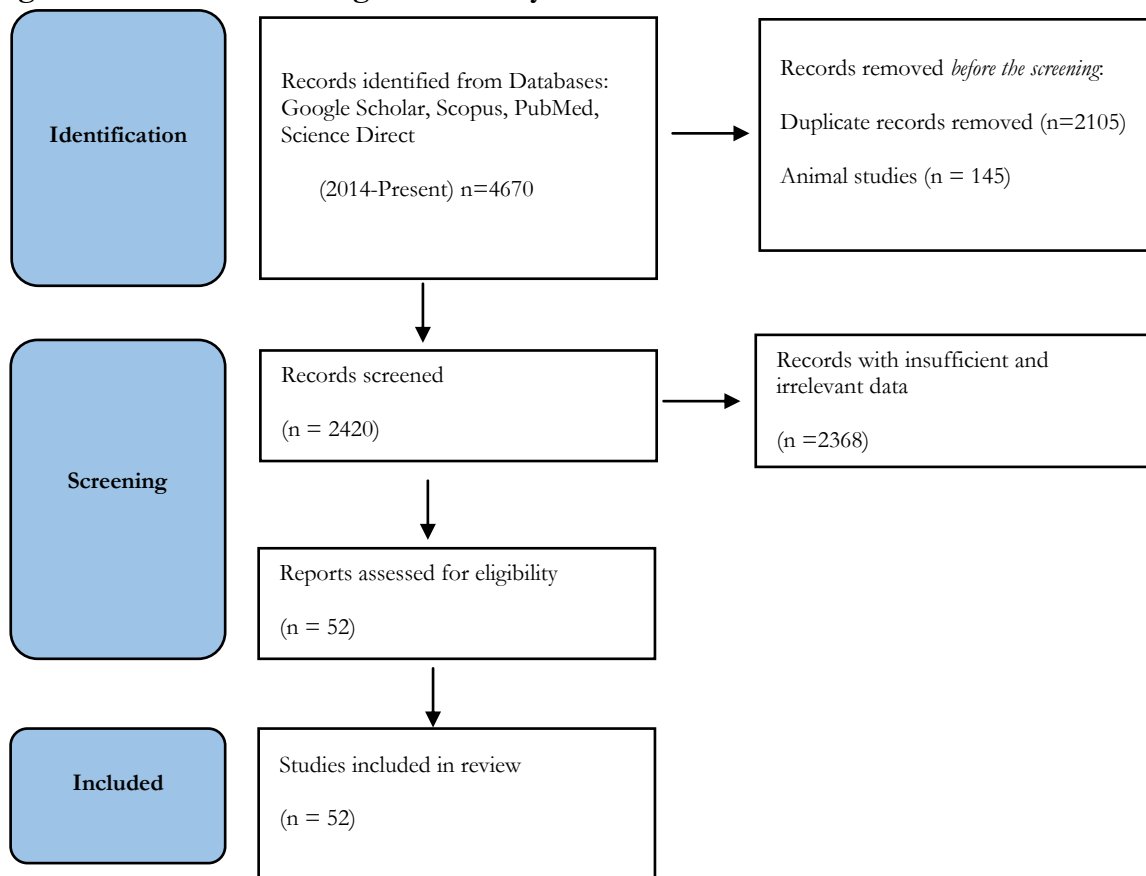 Identification
Records identified from Databases:
Google Scholar, Scopus, PubMed,
Science Direct
(2014-Present) n=4670
Records removed before the screening:
Duplicate records removed (n=2105)
Animal studies (n = 145)
Screening
Records screened
(n = 2420)
Records with insufficient and
irrelevant data
(n =2368)
Reports assessed for eligibility
(n = 52)
Included
Studies included in review
(n = 52)